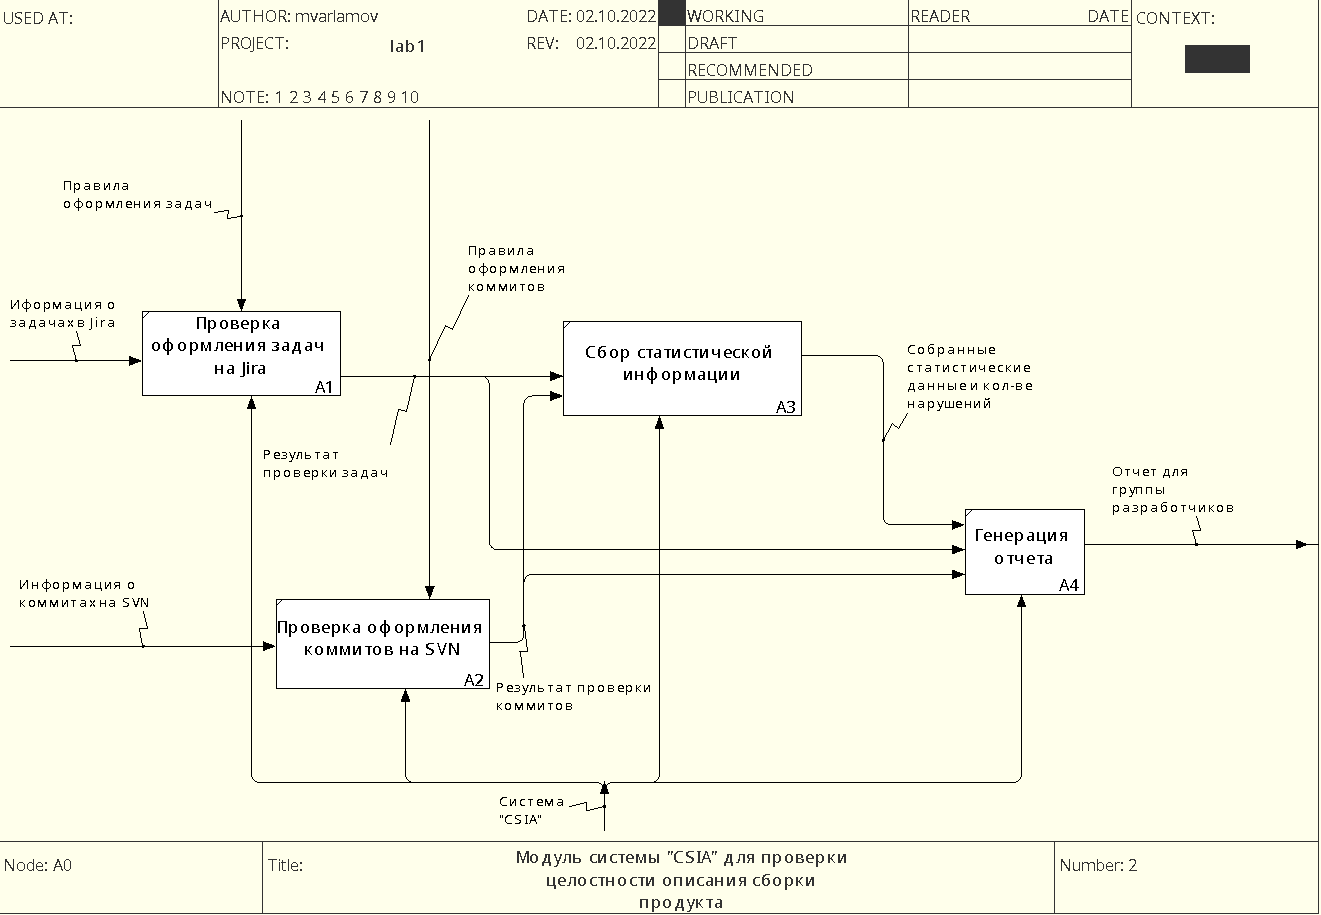 USED AT:
AUTHOR: mvarlamov
DATE: 02.10.2022
WORKING
READER
DATE
CONTEXT:
PROJECT:
lab1
REV: 02.10.2022
DRAFT
RECOMMENDED
NOTE: 1 2 3 4 5 6 7 8 9 10
PUBLICATION
Правила
оформления задач
Правила
оформления
коммитов
Иформация о
задачах в Jira
Проверка
оформления задач
на Jira
A1
Сбор статистической
информации
A3
Собранные
статистические
данные и кол-ве
нарушений
Результат
проверки задач
Отчет для
группы
разработчиков
Генерация
отчета
A4
Информация о
коммитах на SVN
Проверка оформления
коммитов на SVN
A2
Результат проверки
коммитов
Система
"CSIA"
Node: A0
Title:
Модуль системы "CSIA" для проверки
целостности описания сборки
продукта
Number: 2